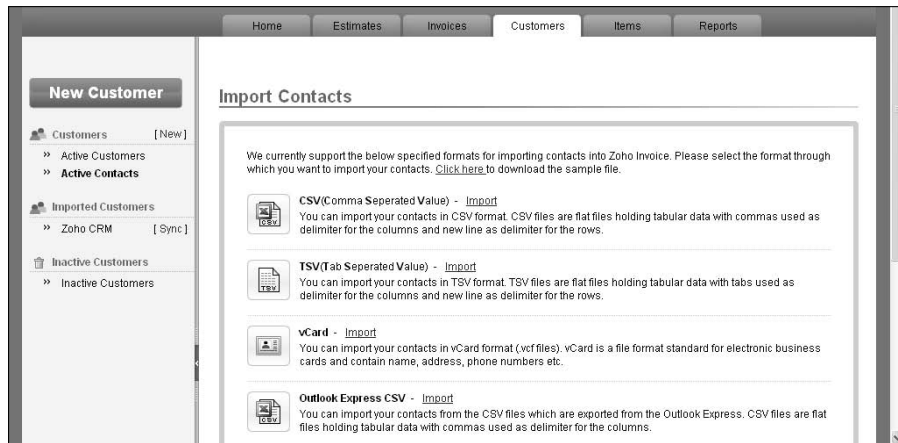 Home Estimates Invoices Customers Items Reports
New Customer
Customers [ New ]
» Active Customers
» Active Contacts
Imported Customers
» Zoho CRM [ Sync ]
Inactive Customers
» Inactive Customers
Import Contacts
We currently support the below specified formats for importing contacts into Zoho Invoice. Please select the format through
which you want to import your contacts. Click here to download the sample file.
CSV
CSV(Comma Seperated Value) - Import
You can import your contacts in CSV format. CSV files are flat files holding tabular data with commas used as
delimiter for the columns and new line as delimiter for the rows.
TSV
TSV(Tab Seperated Value) - Import
You can import your contacts in TSV format. TSV files are flat files holding tabular data with tabs used as
delimiter for the columns and new line as delimiter for the rows.
vCard - Import
You can import your contacts in vCard format (.vcf files). vCard is a file format standard for electronic business
cards and contain name, address, phone numbers etc.
CSV
Outlook Express CSV - Import
You can import your contacts from the CSV files which are exported from the Outlook Express. CSV files are flat
files holding tabular data with commas used as delimiter for the columns.